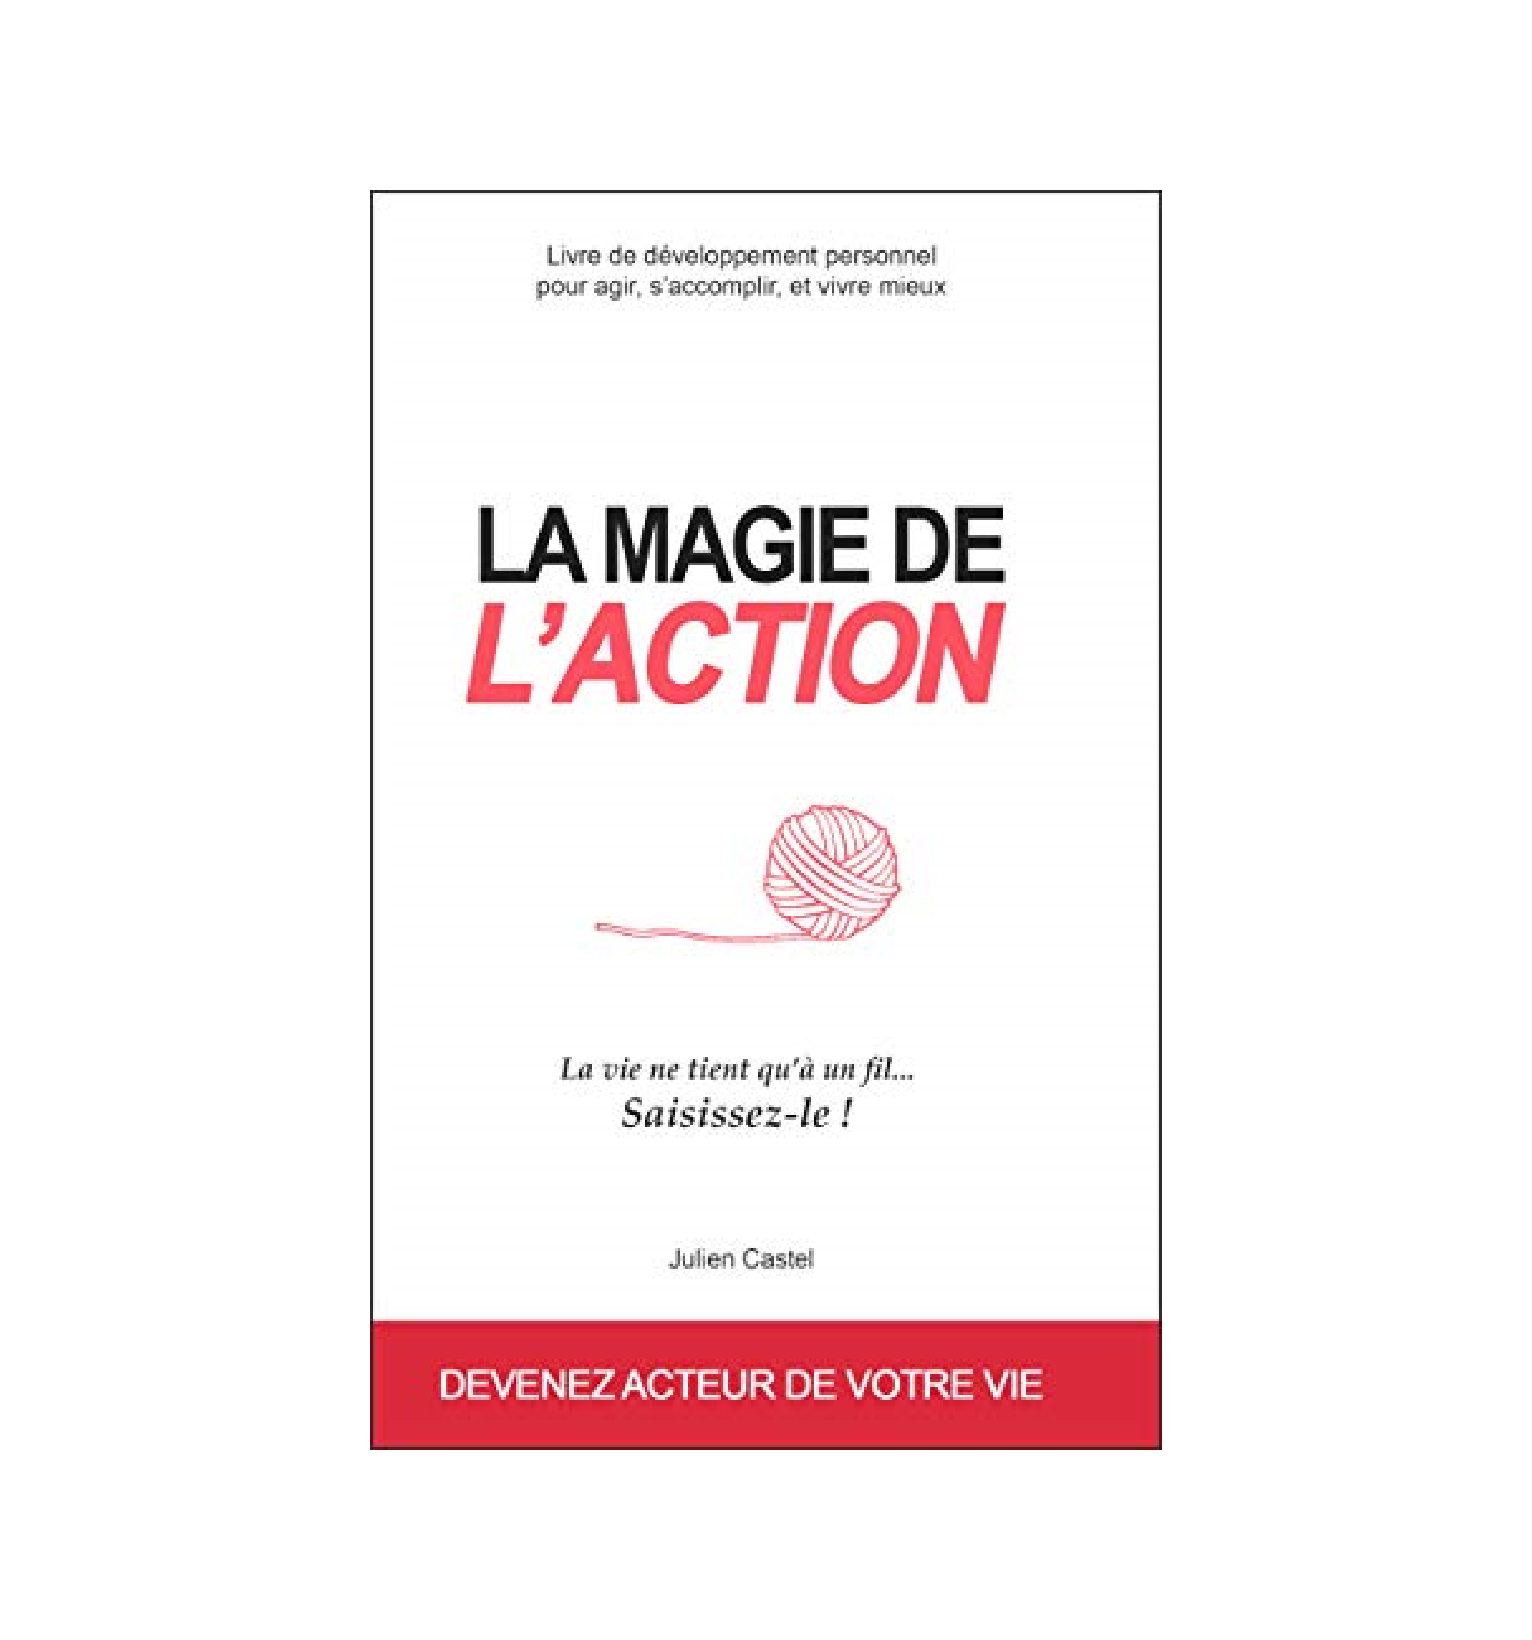 Livre de développement personnel
pour agir, s'accomplir, et vivre mieux
LA MAGIE DE
L'ACTION
La vie ne tient qu'à un fil...
Saisissez-le !
Julien Castel
DEVENEZ ACTEUR DE VOTRE VIE